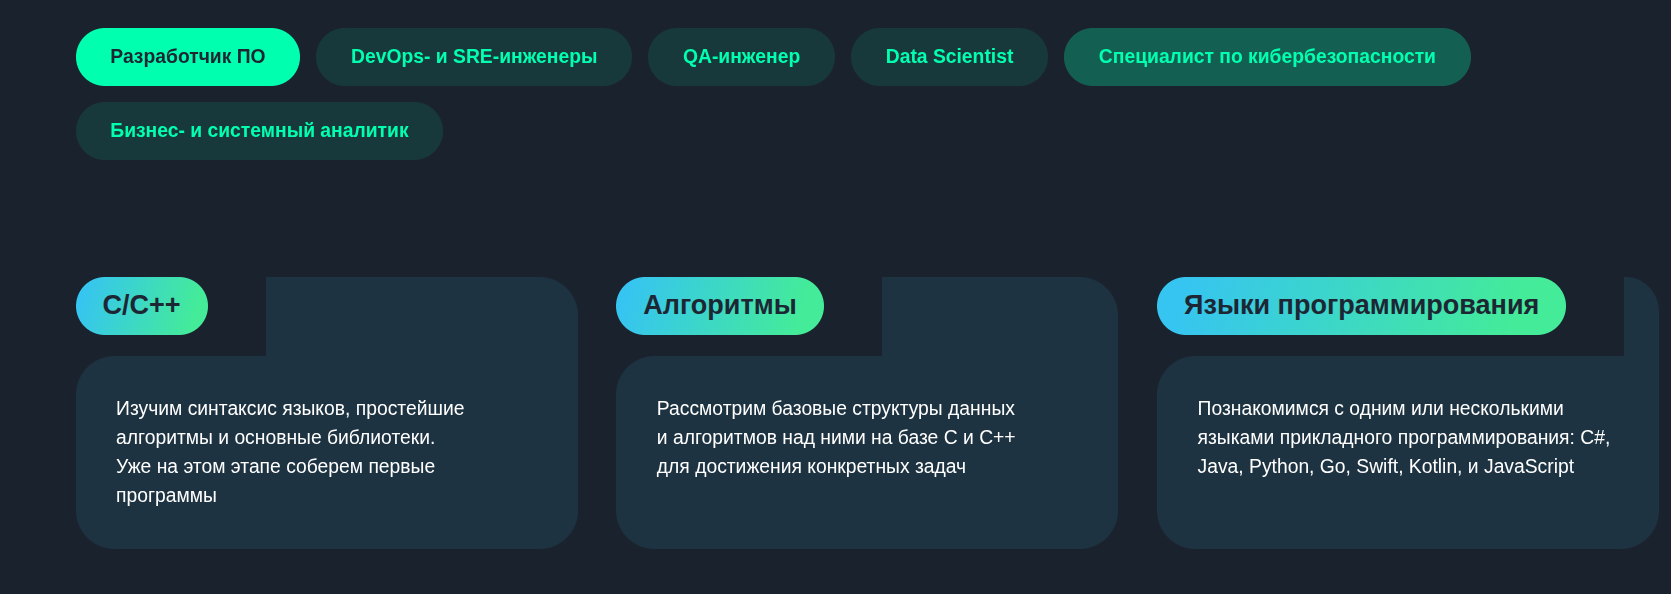 Разработчик ПО
DevOps- и SRE-инженеры
QA-инженер
Data Scientist
Специалист по кибербезопасности
Бизнес- и системный аналитик
C/C++
Изучим синтаксис языков, простейшие
алгоритмы и основные библиотеки.
Уже на этом этапе соберем первые
программы
Алгоритмы
Рассмотрим базовые структуры данных
и алгоритмов над ними на базе C и C++
для достижения конкретных задач
Языки программирования
Познакомимся с одним или несколькими
языками прикладного программирования: C#,
Java, Python, Go, Swift, Kotlin, и JavaScript